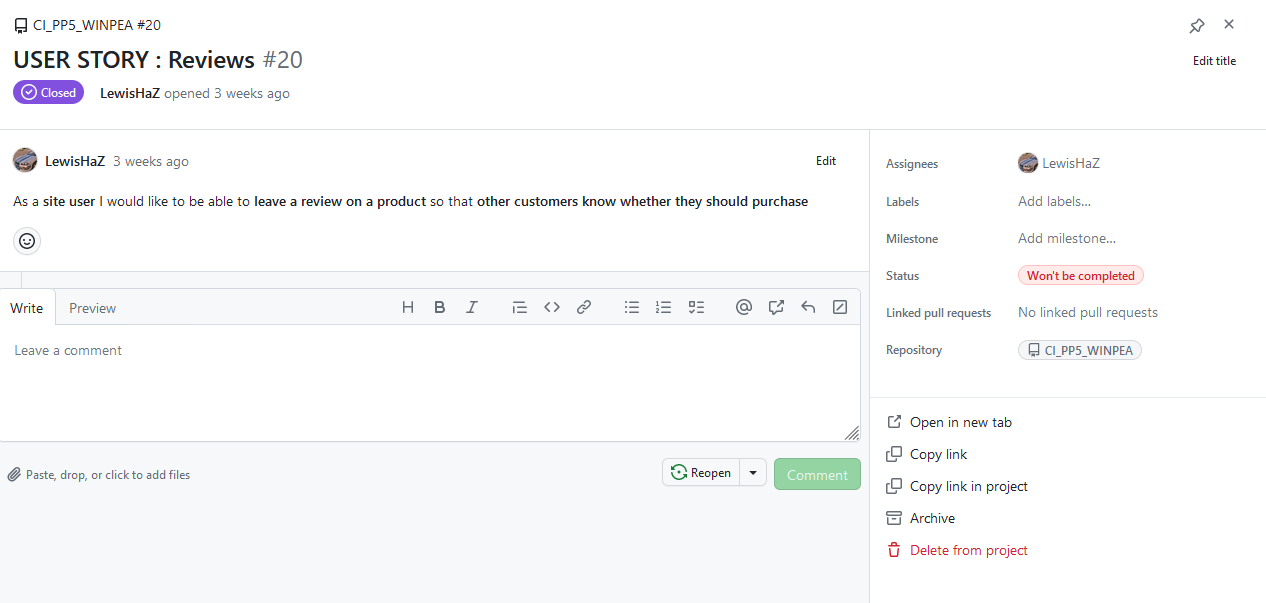 CI_PP5_WINPEA #20
USER STORY : Reviews #20
Edit title
Closed
LewisHaZ opened 3 weeks ago
LewisHaZ 3 weeks ago
Edit
As a site user I would like to be able to leave a review on a product so that other customers know whether they should purchase
Write
Preview
Leave a comment
Paste, drop, or click to add files
Reopen
Comment
Assignees
LewisHaZ
Labels
Add labels...
Milestone
Add milestone...
Status
Won't be completed
Linked pull requests
No linked pull requests
Repository
CI_PP5_WINPEA
Open in new tab
Copy link
Copy link in project
Archive
Delete from project